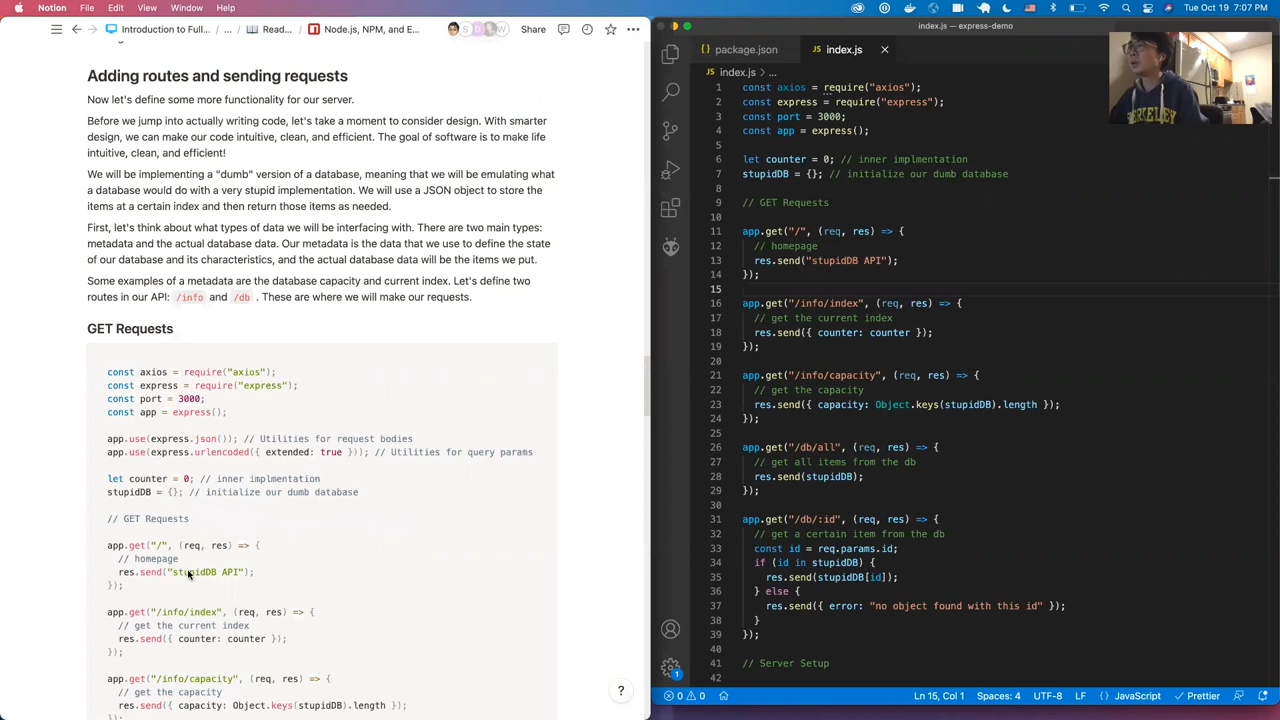 Notion File Edit View Window Help
Tue Oct 19 7:07 PM
Introduction to Full... / ... / Read... / Node.js, NPM, and E...
S W Share
Adding routes and sending requests
Now let's define some more functionality for our server.
Before we jump into actually writing code, let's take a moment to consider design. With smarter
design, we can make our code intuitive, clean, and efficient. The goal of software is to make life
intuitive, clean, and efficient!
We will be implementing a "dumb" version of a database, meaning that we will be emulating what
a database would do with a very stupid implementation. We will use a JSON object to store the
items at a certain index and then return those items as needed.
First, let's think about what types of data we will be interfacing with. There are two main types:
metadata and the actual database data. Our metadata is the data that we use to define the state
of our database and its characteristics, and the actual database data will be the items we put.
Some examples of a metadata are the database capacity and current index. Let's define two
routes in our API: /info and /db . These are where we will make our requests.
GET Requests
const axios = require("axios");
const express = require("express");
const port = 3000;
const app = express();
app.use(express.json()); // Utilities for request bodies
app.use(express.urlencoded({ extended: true })); // Utilities for query params
let counter = 0; // inner implmentation
stupidDB = {}; // initialize our dumb database
// GET Requests
app.get("/", (req, res) => {
// homepage
res.send("stupidDB API");
});
app.get("/info/index", (req, res) => {
// get the current index
res.send({ counter: counter });
});
app.get("/info/capacity", (req, res) => {
// get the capacity
res.send({ capacity: Object.keys(stupidDB).length });
});
?
index.js — express-demo
package.json index.js
index.js > ...
1 const axios = require("axios");
2 const express = require("express");
3 const port = 3000;
4 const app = express();
5
6 let counter = 0; // inner implmentation
7 stupidDB = {}; // initialize our dumb database
8
9 // GET Requests
10
11 app.get("/", (req, res) => {
12 // homepage
13 res.send("stupidDB API");
14 });
15
16 app.get("/info/index", (req, res) => {
17 // get the current index
18 res.send({ counter: counter });
19 });
20
21 app.get("/info/capacity", (req, res) => {
22 // get the capacity
23 res.send({ capacity: Object.keys(stupidDB).length });
24 });
25
26 app.get("/db/all", (req, res) => {
27 // get all items from the db
28 res.send(stupidDB);
29 });
30
31 app.get("/db/:id", (req, res) => {
32 // get a certain item from the db
33 const id = req.params.id;
34 if (id in stupidDB) {
35 res.send(stupidDB[id]);
36 } else {
37 res.send({ error: "no object found with this id" });
38 }
39 });
40
41 // Server Setup
42
BERKELEY
1
0 0 Ln 15, Col 1 Spaces: 4 UTF-8 LF JavaScript Prettier